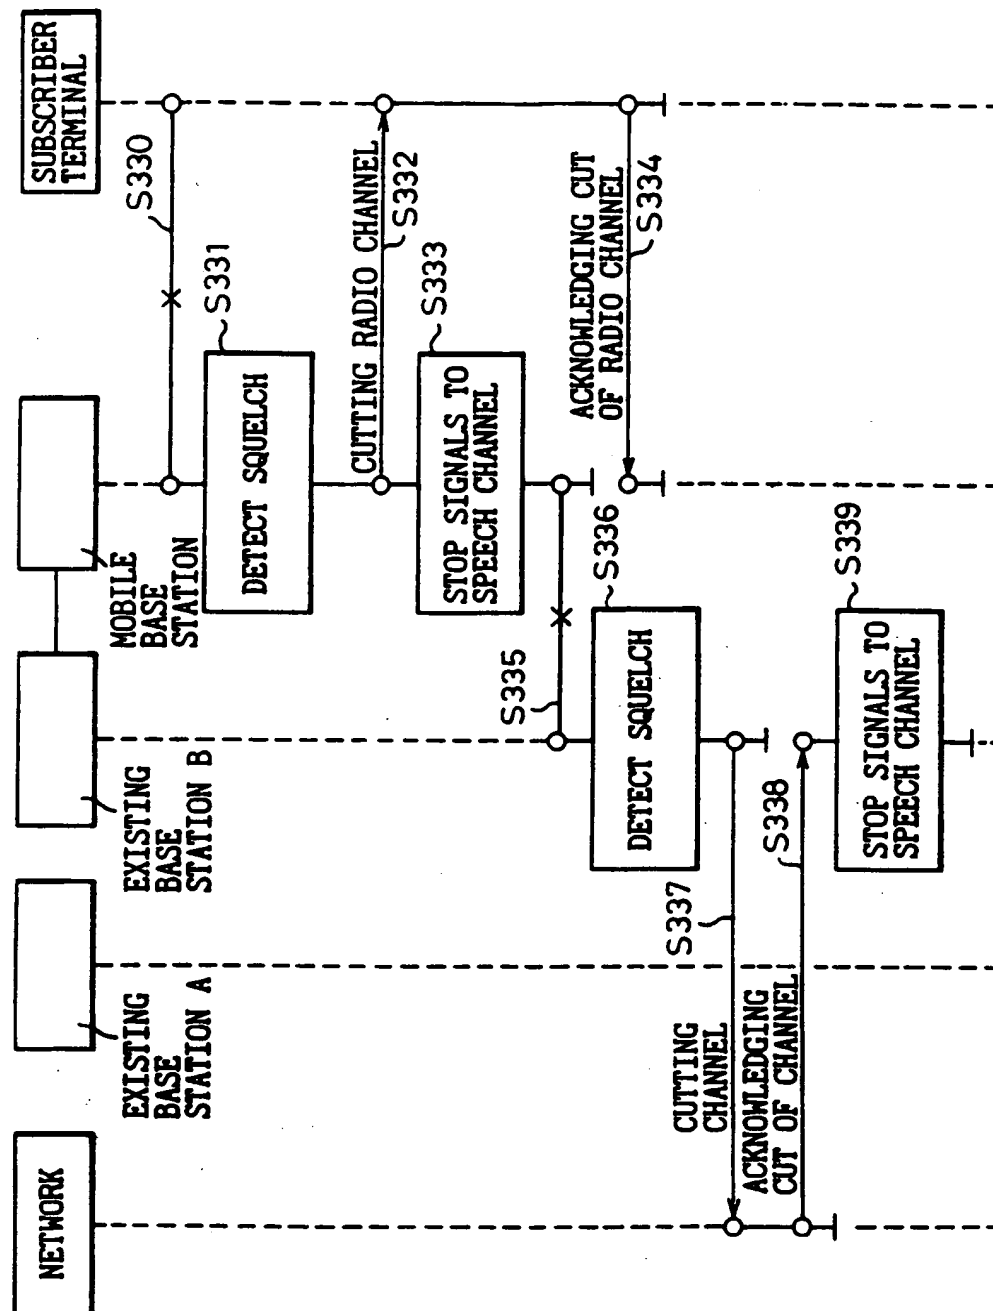 NETWORK
EXISTING
BASE
STATION A
EXISTING
BASE
STATION B
MOBILE
BASE
STATION
SUBSCRIBER
TERMINAL
S330
DETECT SQUELCH
S331
CUTTING RADIO CHANNEL
S332
STOP SIGNALS TO
SPEECH CHANNEL
S333
ACKNOWLEDGING CUT
OF RADIO CHANNEL
S334
S335
DETECT SQUELCH
S336
CUTTING
CHANNEL
S337
ACKNOWLEDGING
CUT OF CHANNEL
S338
STOP SIGNALS TO
SPEECH CHANNEL
S339